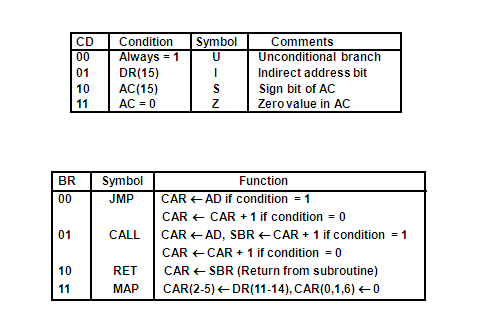 CD Condition Symbol Comments
00 Always = 1 U Unconditional branch
01 DR(15) I Indirect address bit
10 AC(15) S Sign bit of AC
11 AC = 0 Z Zero value in AC
BR Symbol Function
00 JMP CAR ← AD if condition = 1
CAR ← CAR + 1 if condition = 0
01 CALL CAR ← AD, SBR ← CAR + 1 if condition = 1
CAR ← CAR + 1 if condition = 0
10 RET CAR ← SBR (Return from subroutine)
11 MAP CAR(2-5) ← DR(11-14), CAR(0,1,6) ← 0